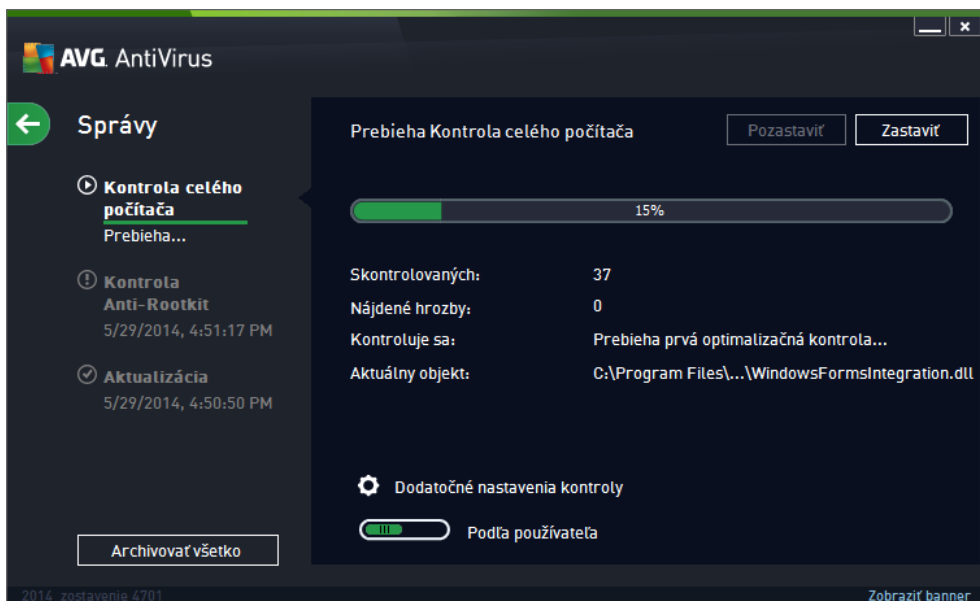 AVG AntiVirus
Správy
Kontrola celého
počítača
Prebieha...
Kontrola
Anti-Rootkit
5/29/2014, 4:51:17 PM
Aktualizácia
5/29/2014, 4:50:50 PM
Archivovať všetko
Prebieha Kontrola celého počítača
Pozastaviť
Zastaviť
15%
Skontrolovaných: 37
Nájdené hrozby: 0
Kontroluje sa: Prebieha prvá optimalizačná kontrola...
Aktuálny objekt: C:\Program Files\...\WindowsFormsIntegration.dll
Dodatočné nastavenia kontroly
Podľa používateľa
2014 zostavenie 4701
Zobraziť banner